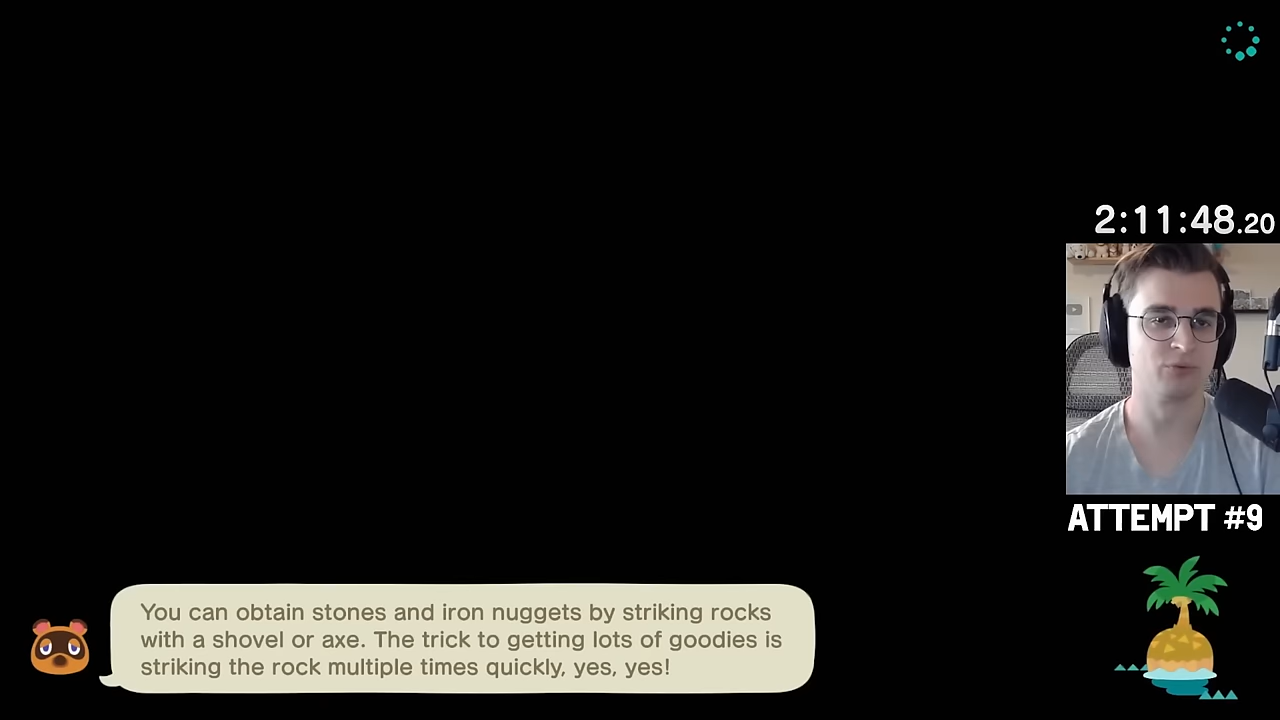 2:11:48.20
ATTEMPT #9
You can obtain stones and iron nuggets by striking rocks
with a shovel or axe. The trick to getting lots of goodies is
striking the rock multiple times quickly, yes, yes!